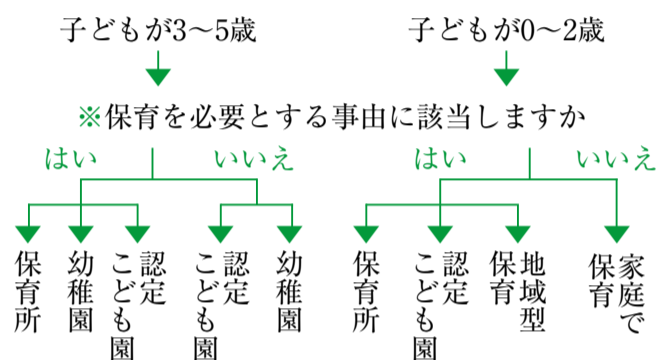 子どもが3〜5歳
子どもが0〜2歳
※保育を必要とする事由に該当しますか
はい
いいえ
はい
いいえ
保育所
幼稚園
認定
こども園
認定
こども園
幼稚園
保育所
認定
こども園
地域型
保育
家庭で
保育